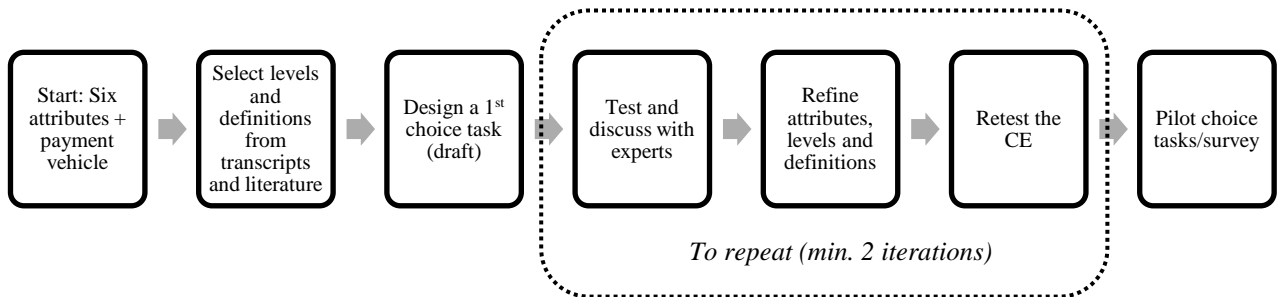 Start: Six
attributes +
payment
vehicle
Select levels
and
definitions
from
transcripts
and literature
Design a 1st
choice task
(draft)
Test and
discuss with
experts
Refine
attributes,
levels and
definitions
Retest the
CE
Pilot choice
tasks/survey
To repeat (min. 2 iterations)